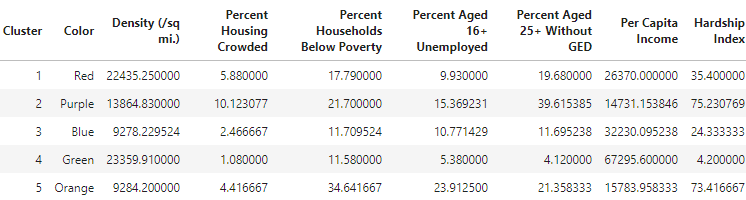 Cluster Color Density (/sq mi.) Percent Housing Crowded Percent Households Below Poverty Percent Aged 16+ Unemployed Percent Aged 25+ Without GED Per Capita Income Hardship Index
1 Red 22435.250000 5.880000 17.790000 9.930000 19.680000 26370.000000 35.400000
2 Purple 13864.830000 10.123077 21.700000 15.369231 39.615385 14731.153846 75.230769
3 Blue 9278.229524 2.466667 11.709524 10.771429 11.695238 32230.095238 24.333333
4 Green 23359.910000 1.080000 11.580000 5.380000 4.120000 67295.600000 4.200000
5 Orange 9284.200000 4.416667 34.641667 23.912500 21.358333 15783.958333 73.416667